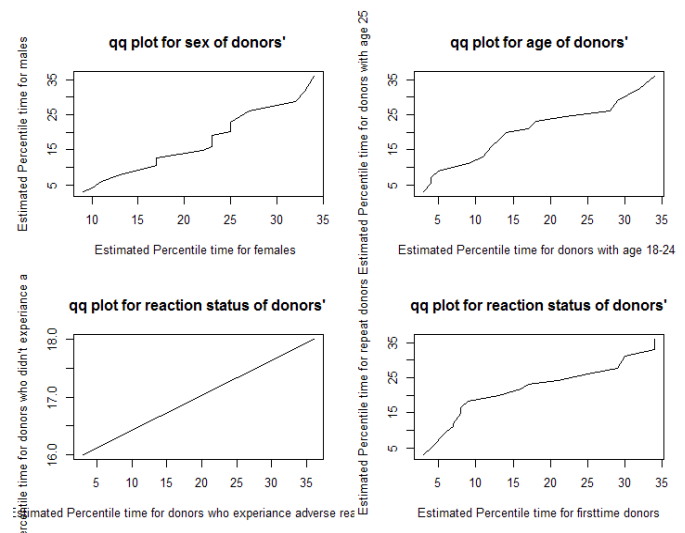 qq plot for sex of donors'
Estimated Percentile time for males
35
25
15
5
10 15 20 25 30 35
Estimated Percentile time for females
qq plot for age of donors'
Estimated Percentile time for donors with age 25
35
25
15
5
5 10 15 20 25 30 35
Estimated Percentile time for donors with age 18-24
qq plot for reaction status of donors'
time for donors who didn't experiance a
18.0
17.0
16.0
5 10 15 20 25 30 35
Percentile time for donors who experiance adverse
qq plot for reaction status of donors'
Estimated Percentile time for repeat donors
35
25
15
5
5 10 15 20 25 30 35
Estimated Percentile time for firsttime donors